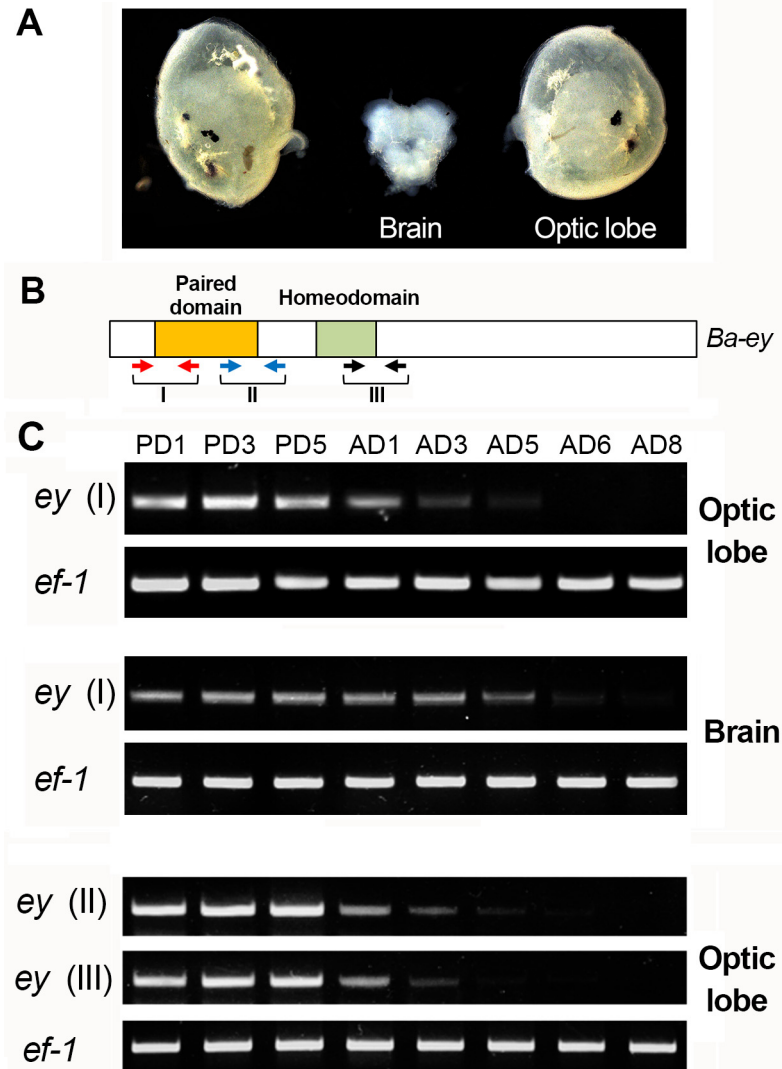 A
Brain
Optic lobe
B
Paired
domain
Homeodomain
Ba-ey
I
II
III
C
PD1 PD3 PD5 AD1 AD3 AD5 AD6 AD8
ey (I)
Optic
lobe
ef-1
ey (I)
Brain
ef-1
ey (II)
Optic
lobe
ey (III)
ef-1